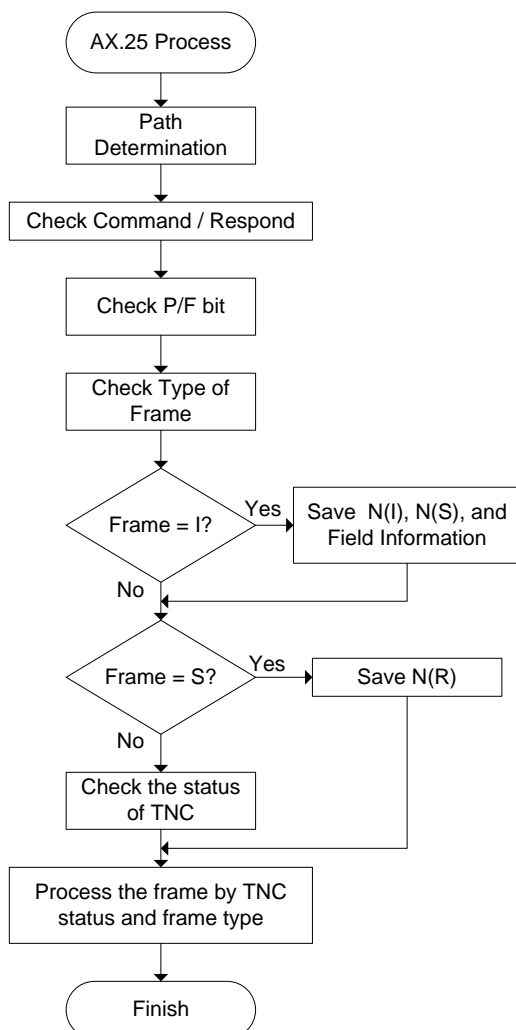 AX.25 Process
Path
Determination
Check Command / Respond
Check P/F bit
Check Type of
Frame
Frame = I?
Yes
Save N(I), N(S), and
Field Information
No
Frame = S?
Yes
Save N(R)
No
Check the status
of TNC
Process the frame by TNC
status and frame type
Finish